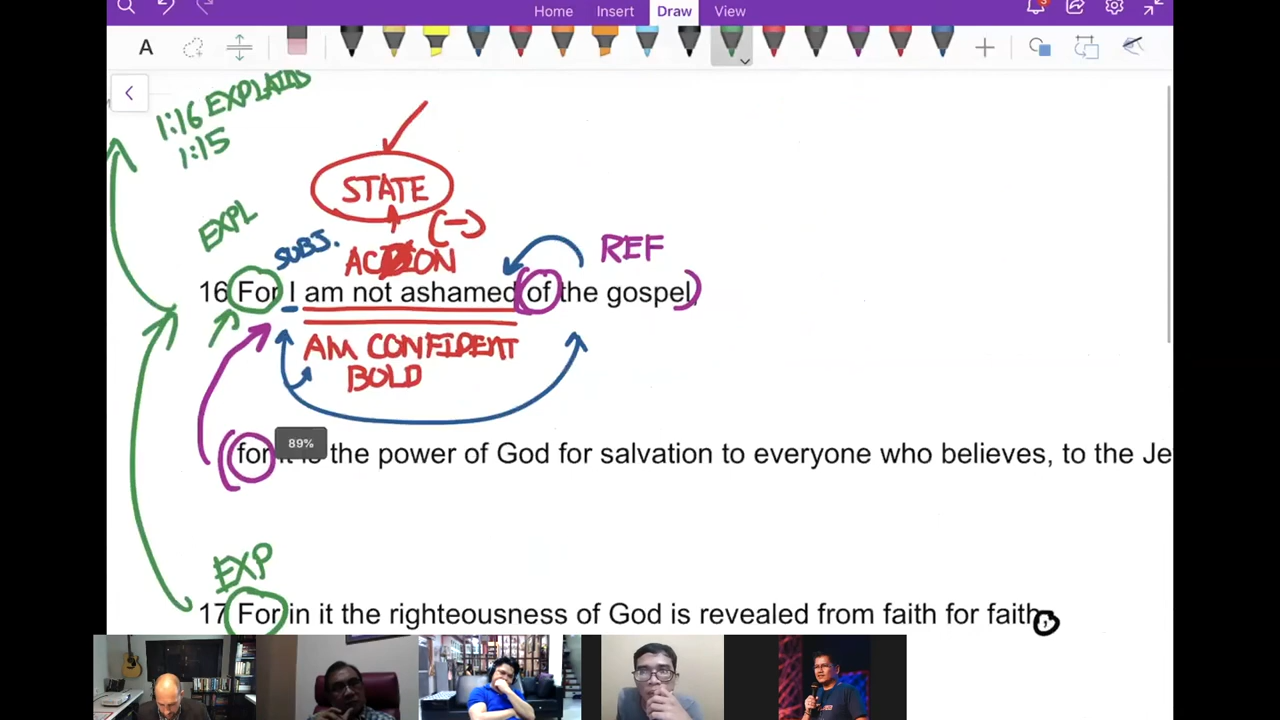 Home Insert Draw View
A
1:16 EXPLAINS
1:15
STATE
EXPL
SUBJ.
(-)
ACTION
REF
16 For I am not ashamed of the gospel,
AM CONFIDENT
BOLD
89%
for it is the power of God for salvation to everyone who believes, to the Je
EXP
17 For in it the righteousness of God is revealed from faith for faith,